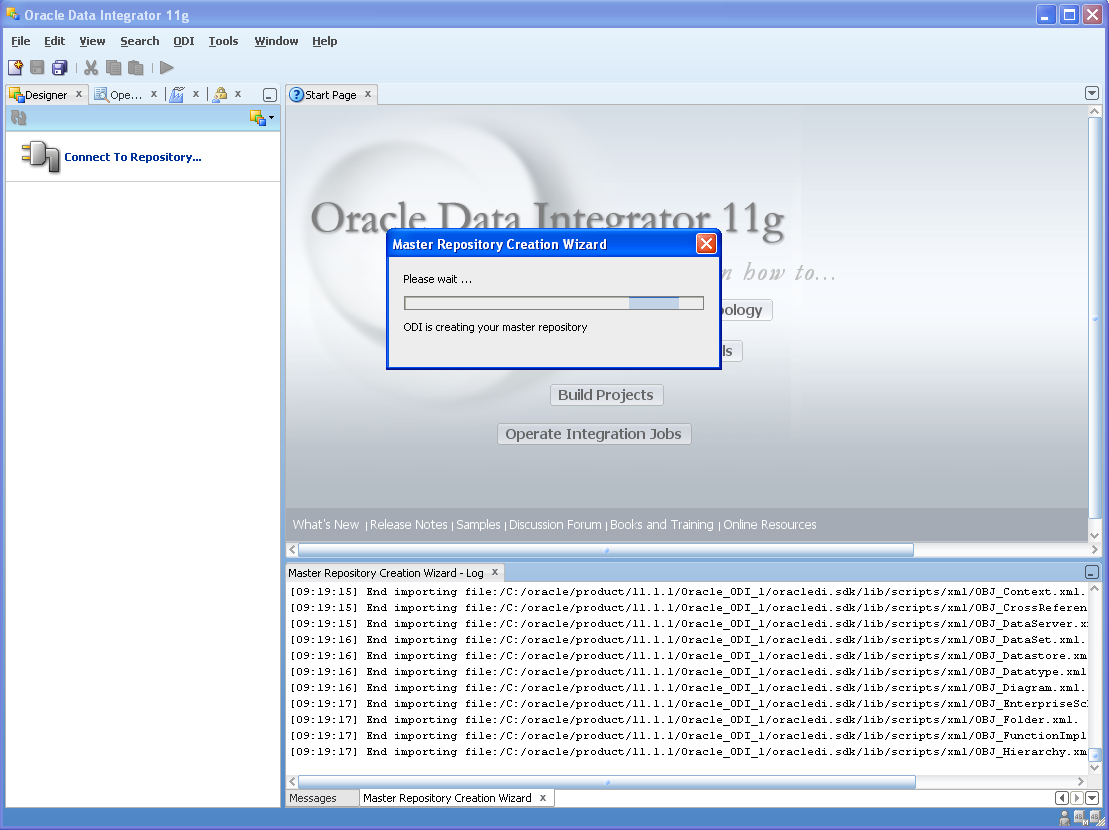 Oracle Data Integrator 11g
File Edit View Search ODI Tools Window Help
Designer x Ope... x x x
Start Page x
Connect To Repository...
Oracle Data Integrator 11g
how to...
Master Repository Creation Wizard
Please wait ...
ODI is creating your master repository
Build Projects
Operate Integration Jobs
What's New | Release Notes | Samples | Discussion Forum | Books and Training | Online Resources
Master Repository Creation Wizard - Log x
[09:19:15] End importing file:/C:/oracle/product/11.1.1/Oracle_ODI_1/oracledi.sdk/lib/scripts/xml/OBJ_Context.xml.
[09:19:15] End importing file:/C:/oracle/product/11.1.1/Oracle_ODI_1/oracledi.sdk/lib/scripts/xml/OBJ_CrossReferen
[09:19:15] End importing file:/C:/oracle/product/11.1.1/Oracle_ODI_1/oracledi.sdk/lib/scripts/xml/OBJ_DataServer.x
[09:19:16] End importing file:/C:/oracle/product/11.1.1/Oracle_ODI_1/oracledi.sdk/lib/scripts/xml/OBJ_DataSet.xml.
[09:19:16] End importing file:/C:/oracle/product/11.1.1/Oracle_ODI_1/oracledi.sdk/lib/scripts/xml/OBJ_Datastore.xm
[09:19:16] End importing file:/C:/oracle/product/11.1.1/Oracle_ODI_1/oracledi.sdk/lib/scripts/xml/OBJ_Datatype.xml
[09:19:16] End importing file:/C:/oracle/product/11.1.1/Oracle_ODI_1/oracledi.sdk/lib/scripts/xml/OBJ_Diagram.xml.
[09:19:17] End importing file:/C:/oracle/product/11.1.1/Oracle_ODI_1/oracledi.sdk/lib/scripts/xml/OBJ_EnterpriseSc
[09:19:17] End importing file:/C:/oracle/product/11.1.1/Oracle_ODI_1/oracledi.sdk/lib/scripts/xml/OBJ_Folder.xml.
[09:19:17] End importing file:/C:/oracle/product/11.1.1/Oracle_ODI_1/oracledi.sdk/lib/scripts/xml/OBJ_FunctionImpl
[09:19:17] End importing file:/C:/oracle/product/11.1.1/Oracle_ODI_1/oracledi.sdk/lib/scripts/xml/OBJ_Hierarchy.xm
Messages
Master Repository Creation Wizard x